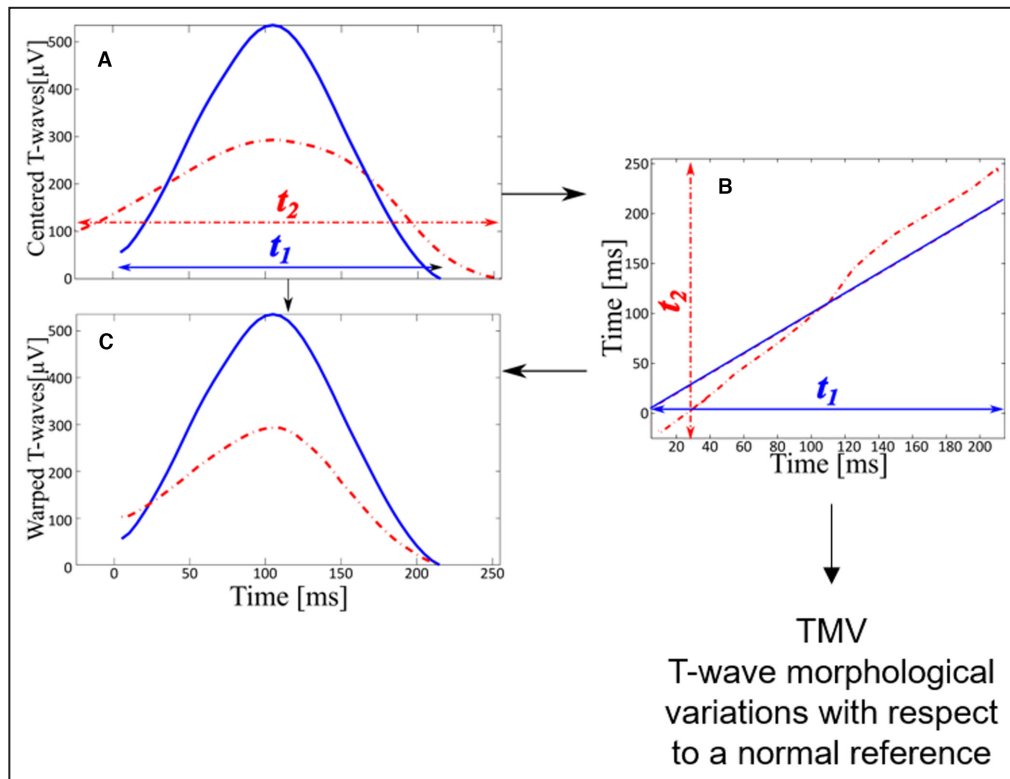 A
Centered T-waves[µV]
500
400
300
200
100
0
t2
t1
C
Warped T-waves[µV]
500
400
300
200
100
0
0
50
100
150
200
250
Time [ms]
B
Time [ms]
250
200
150
100
50
0
t2
t1
20
40
60
80
100
120
140
160
180
200
Time [ms]
TMV
T-wave morphological
variations with respect
to a normal reference